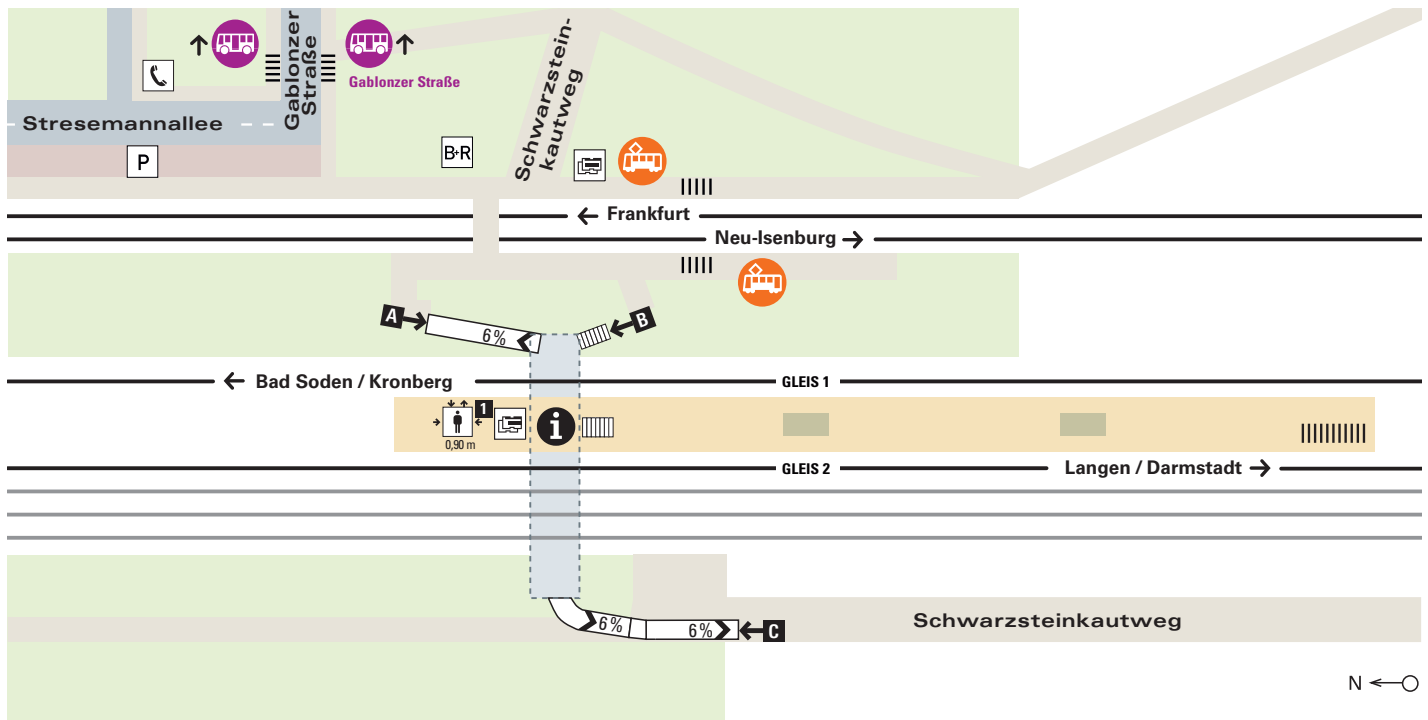 Gablonzer
Straße
Gablonzer Straße
Schwarzstein-
kautweg
Stresemannallee
P
B+R
Frankfurt
Neu-Isenburg
A
6%
B
Bad Soden / Kronberg
GLEIS 1
1
i
0,90 m
GLEIS 2
Langen / Darmstadt
6%
6%
C
Schwarzsteinkautweg
N